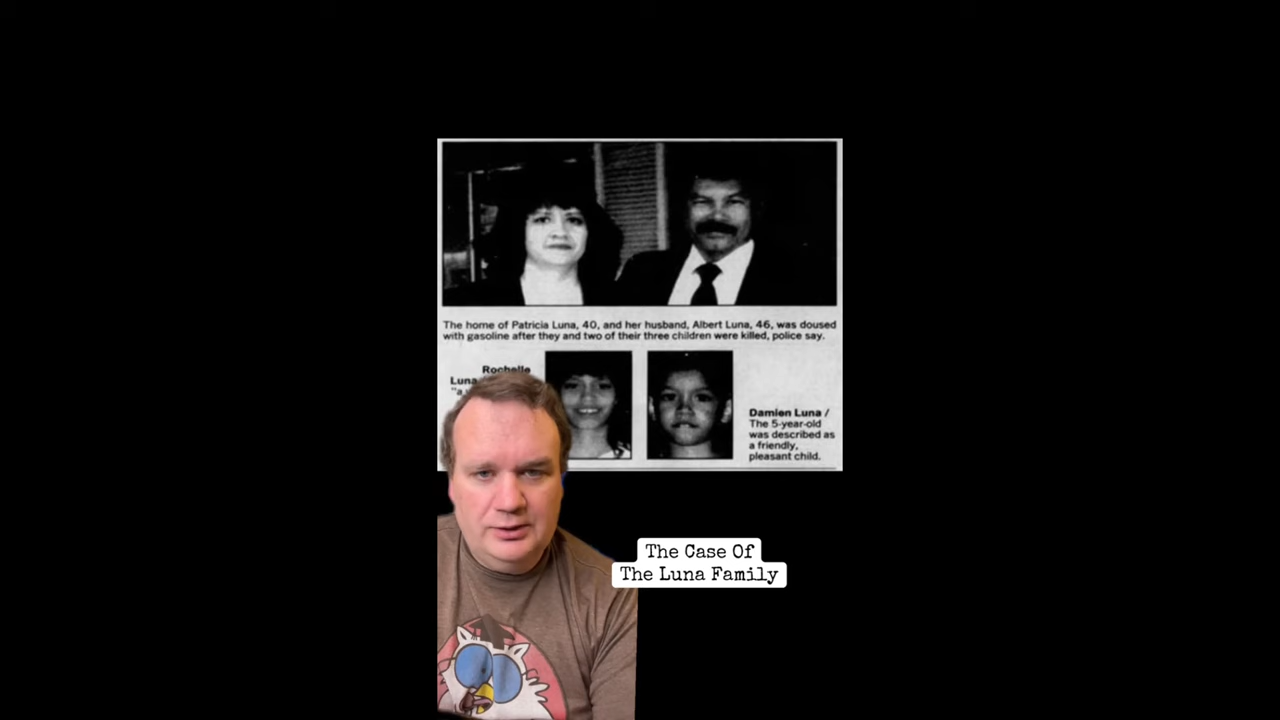 The home of Patricia Luna, 40, and her husband, Albert Luna, 46, was doused
with gasoline after they and two of their three children were killed, police say.
Rochelle
Luna
"a
Damien Luna /
The 5-year-old
was described as
a friendly,
pleasant child.
The Case Of
The Luna Family